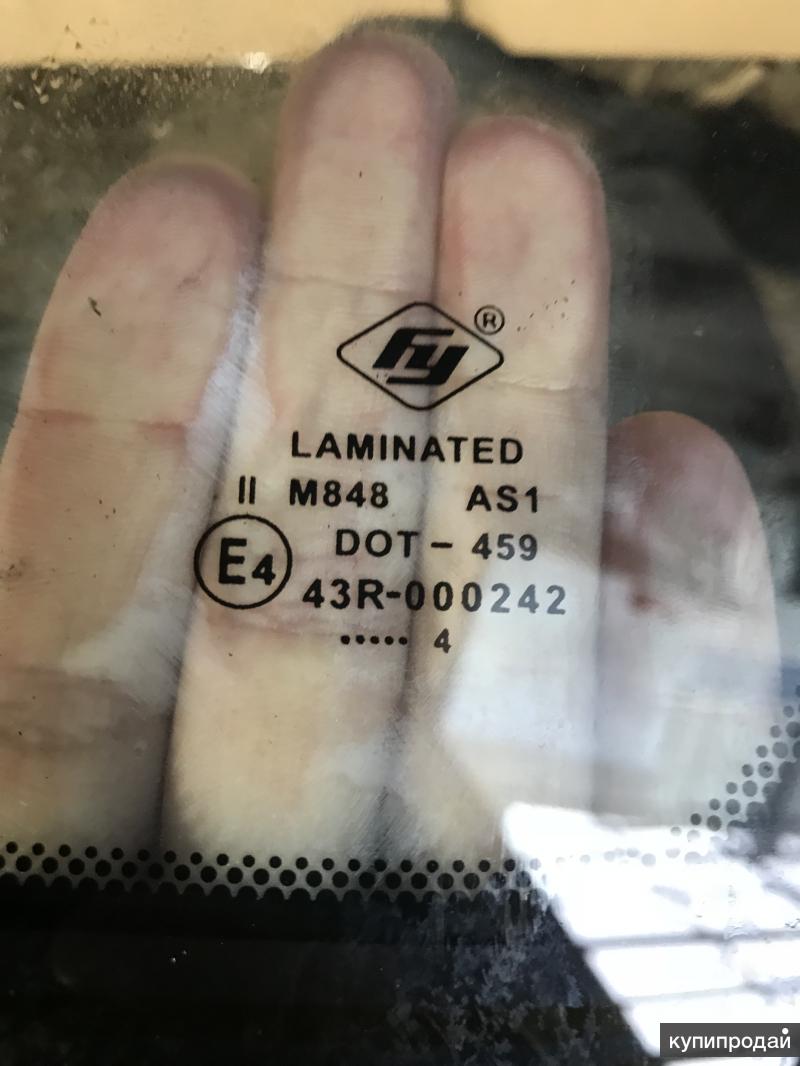 FY ®
LAMINATED
II M848 AS1
DOT - 459
E4
43R-000242
····· 4
купипродай